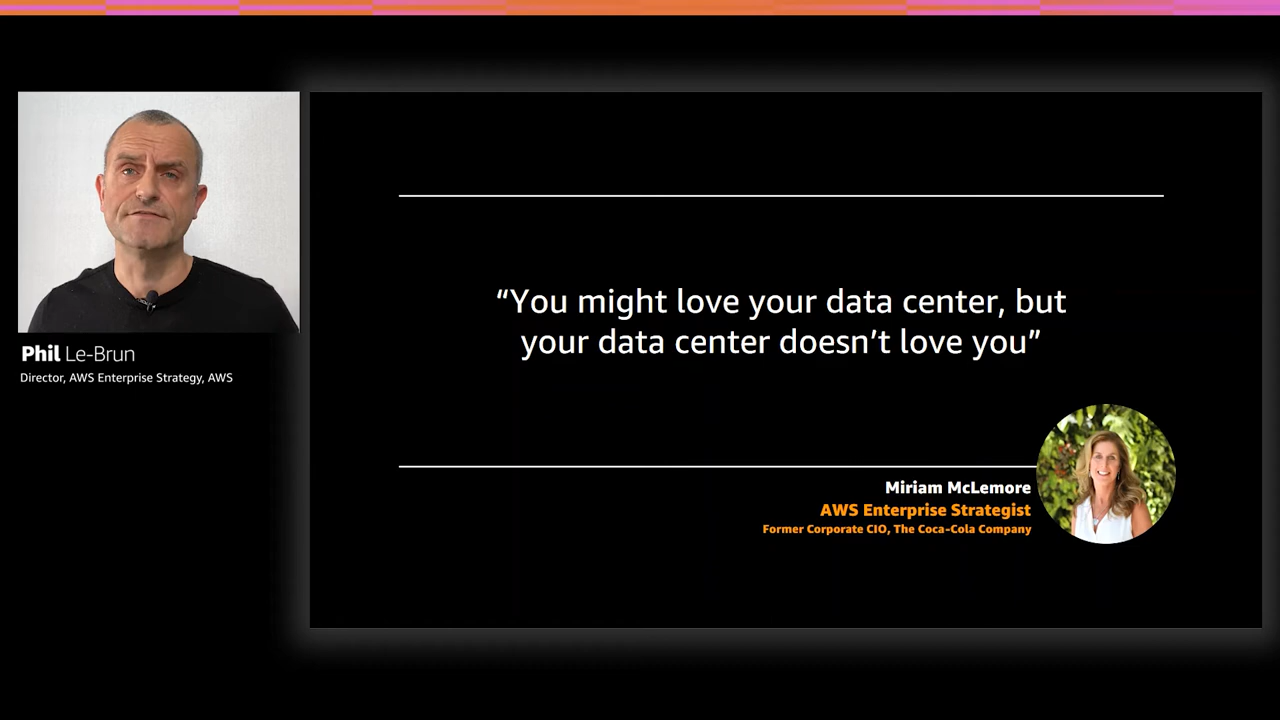 Phil Le-Brun
Director, AWS Enterprise Strategy, AWS
“You might love your data center, but
your data center doesn’t love you”
Miriam McLemore
AWS Enterprise Strategist
Former Corporate CIO, The Coca-Cola Company